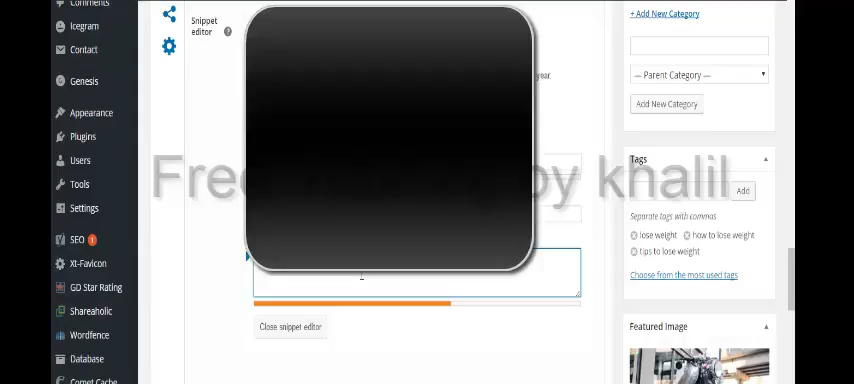 Comments
Icegram
Contact
Genesis
Appearance
Plugins
Users
Tools
Settings
SEO 1
Xt-Favicon
GD Star Rating
Shareaholic
Wordfence
Database
Comet Cache
Snippet
editor ?
year.
by khalil
Close snippet editor
+ Add New Category
— Parent Category —
Add New Category
Tags
Add
Separate tags with commas
lose weight how to lose weight
tips to lose weight
Choose from the most used tags
Featured Image